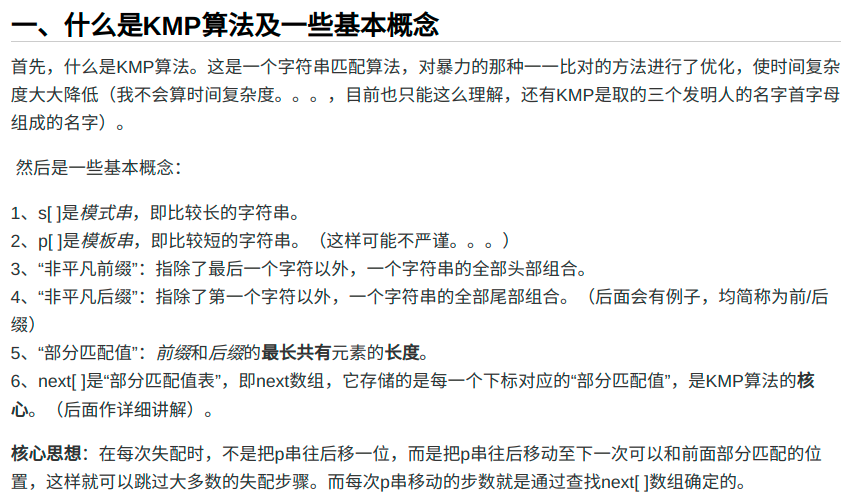 一、什么是KMP算法及一些基本概念
首先，什么是KMP算法。这是一个字符串匹配算法，对暴力的那种一一比对的方法进行了优化，使时间复杂
度大大降低（我不会算时间复杂度。。。，目前也只能这么理解，还有KMP是取的三个发明人的名字首字母
组成的名字）。
然后是一些基本概念：
1、s[ ]是模式串，即比较长的字符串。
2、p[ ]是模板串，即比较短的字符串。（这样可能不严谨。。。）
3、“非平凡前缀”：指除了最后一个字符以外，一个字符串的全部头部组合。
4、“非平凡后缀”：指除了第一个字符以外，一个字符串的全部尾部组合。（后面会有例子，均简称为前/后
缀）
5、“部分匹配值”：前缀和后缀的最长共有元素的长度。
6、next[ ]是“部分匹配值表”，即next数组，它存储的是每一个下标对应的“部分匹配值”，是KMP算法的核
心。（后面作详细讲解）。
核心思想：在每次失配时，不是把p串往后移一位，而是把p串往后移动至下一次可以和前面部分匹配的位
置，这样就可以跳过大多数的失配步骤。而每次p串移动的步数就是通过查找next[ ]数组确定的。